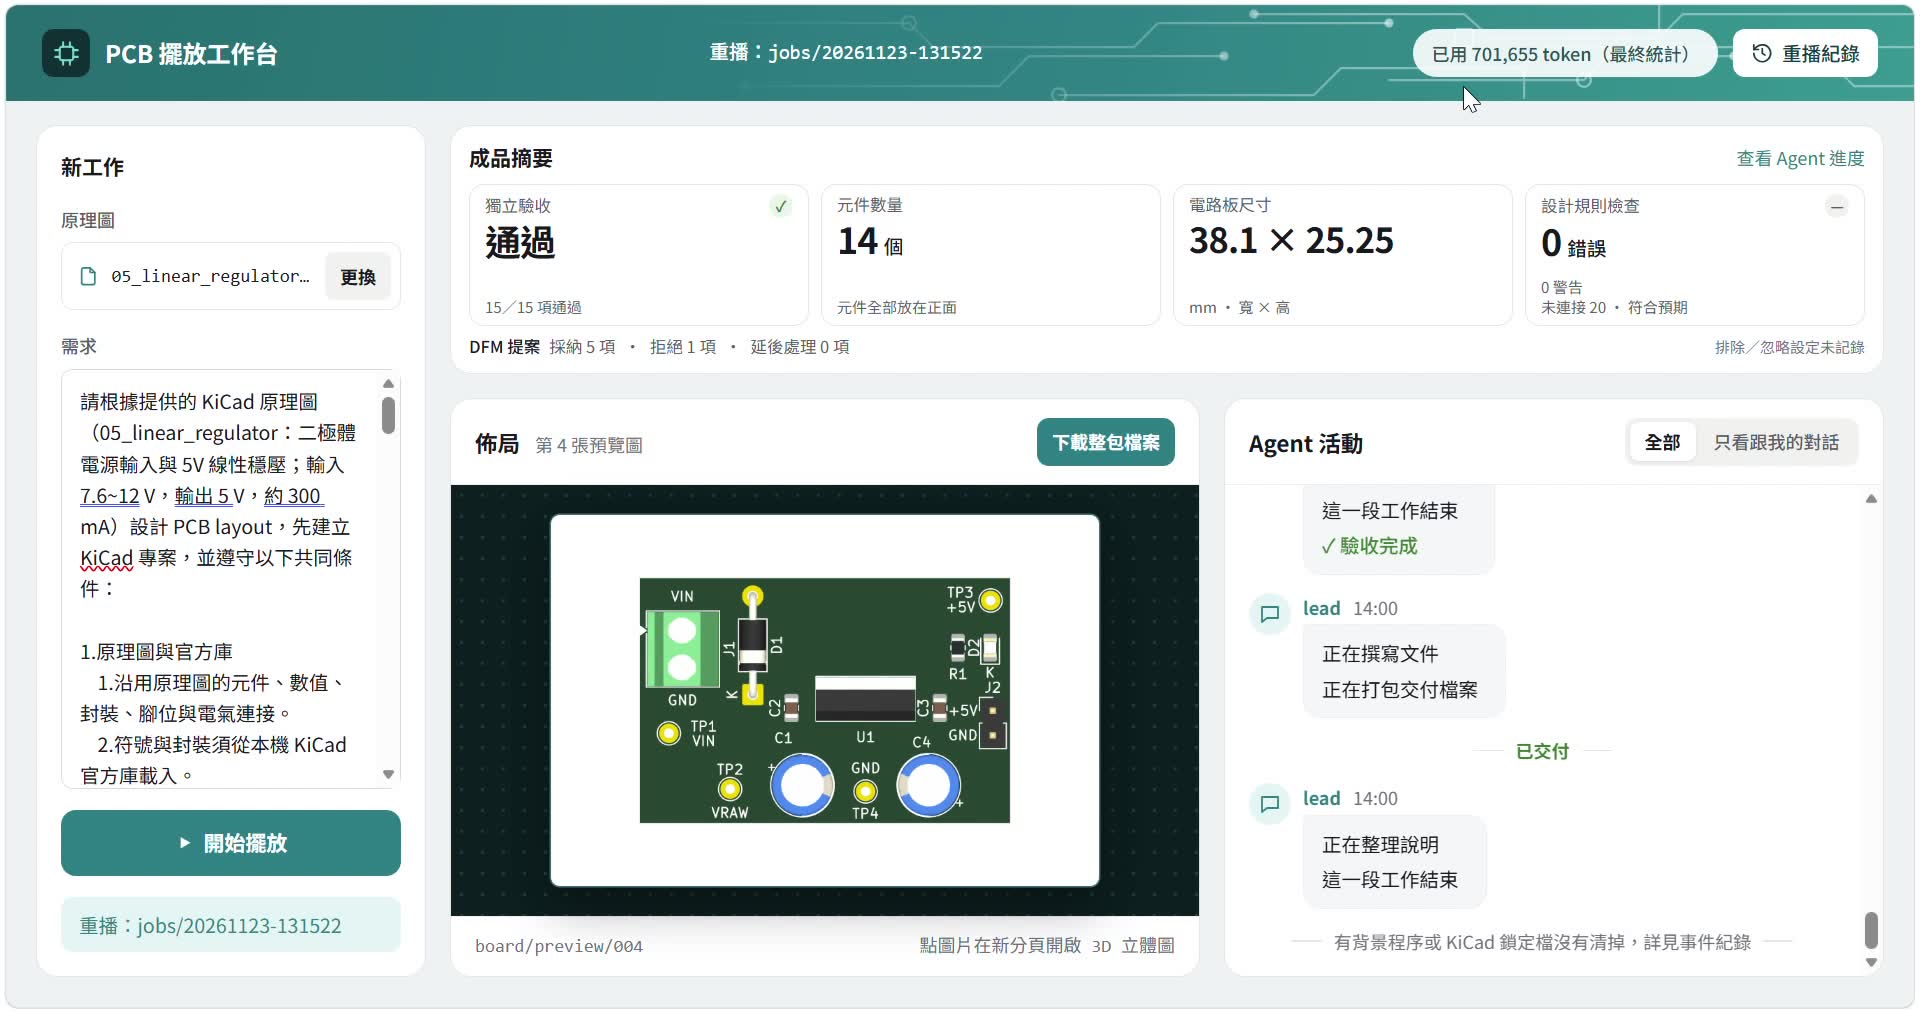 PCB 擺放工作台
重播：jobs/20261123-131522
已用 701,655 token（最終統計）
重播紀錄
新工作
原理圖
05_linear_regulator…
更換
需求
請根據提供的 KiCad 原理圖
（05_linear_regulator：二極體
電源輸入與 5V 線性穩壓；輸入
7.6~12 V，輸出 5 V，約 300
mA）設計 PCB layout，先建立
KiCad 專案，並遵守以下共同條
件：
1.原理圖與官方庫
1.沿用原理圖的元件、數值、
封裝、腳位與電氣連接。
2.符號與封裝須從本機 KiCad
官方庫載入。
開始擺放
重播：jobs/20261123-131522
成品摘要
查看 Agent 進度
獨立驗收
✓
通過
15／15 項通過
元件數量
14 個
元件全部放在正面
電路板尺寸
38.1 × 25.25
mm · 寬 × 高
設計規則檢查
0 錯誤
0 警告
未連接 20 · 符合預期
DFM 提案 採納 5 項 · 拒絕 1 項 · 延後處理 0 項
排除／忽略設定未記錄
佈局 第 4 張預覽圖
下載整包檔案
VIN
J1
D1
K
GND
TP1
VIN
TP2
VRAW
C2
C1
+
U1
GND
TP4
C3
C4
+
TP3
+5V
R1
D2
K
J2
+5V
GND
board/preview/004
點圖片在新分頁開啟 3D 立體圖
Agent 活動
全部
只看跟我的對話
這一段工作結束
✓ 驗收完成
lead 14:00
正在撰寫文件
正在打包交付檔案
已交付
lead 14:00
正在整理說明
這一段工作結束
有背景程序或 KiCad 鎖定檔沒有清掉，詳見事件紀錄